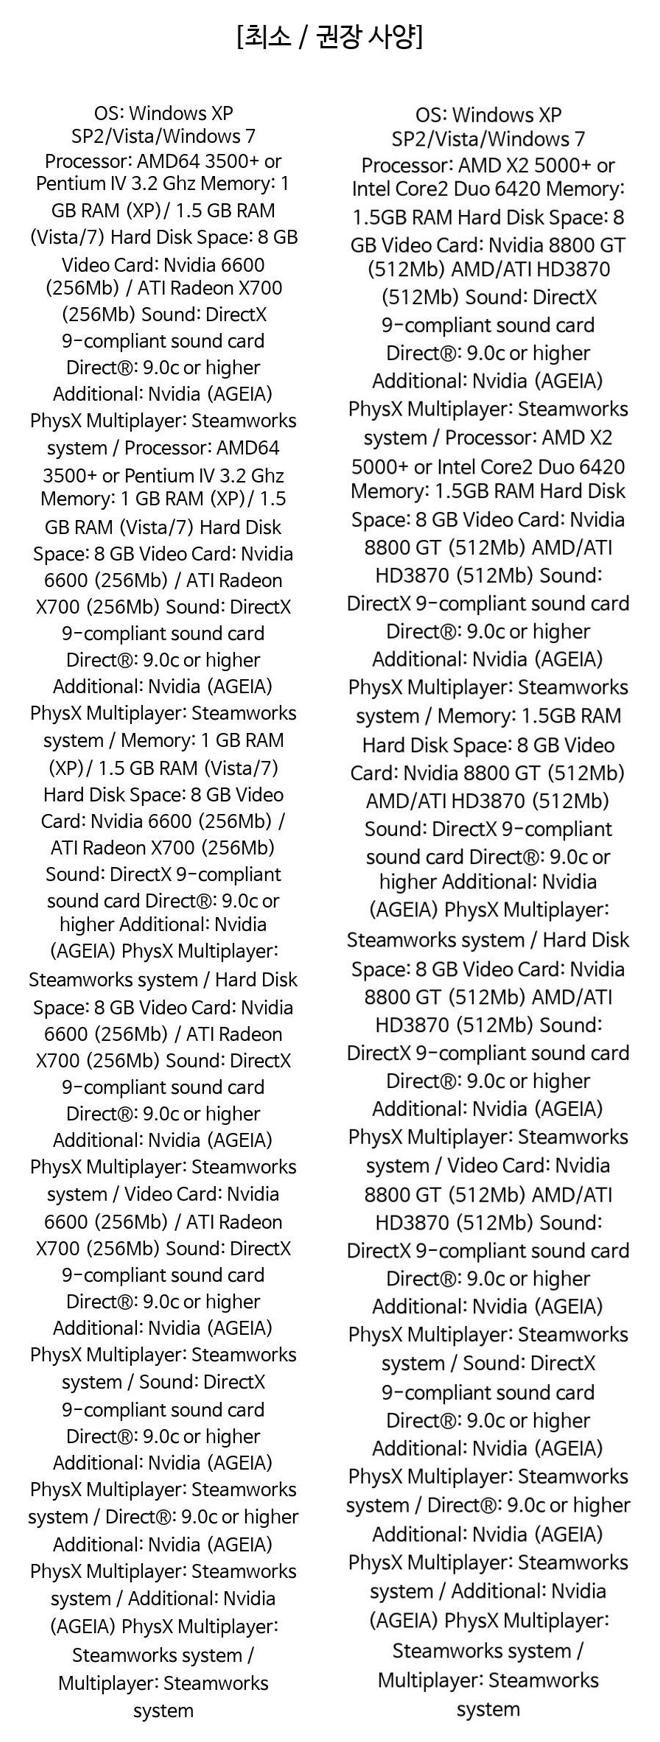 [최소 / 권장 사양]
OS: Windows XP
SP2/Vista/Windows 7
Processor: AMD64 3500+ or
Pentium IV 3.2 Ghz Memory: 1
GB RAM (XP)/ 1.5 GB RAM
(Vista/7) Hard Disk Space: 8 GB
Video Card: Nvidia 6600
(256Mb) / ATI Radeon X700
(256Mb) Sound: DirectX
9-compliant sound card
Direct®: 9.0c or higher
Additional: Nvidia (AGEIA)
PhysX Multiplayer: Steamworks
system / Processor: AMD64
3500+ or Pentium IV 3.2 Ghz
Memory: 1 GB RAM (XP)/ 1.5
GB RAM (Vista/7) Hard Disk
Space: 8 GB Video Card: Nvidia
6600 (256Mb) / ATI Radeon
X700 (256Mb) Sound: DirectX
9-compliant sound card
Direct®: 9.0c or higher
Additional: Nvidia (AGEIA)
PhysX Multiplayer: Steamworks
system / Memory: 1 GB RAM
(XP)/ 1.5 GB RAM (Vista/7)
Hard Disk Space: 8 GB Video
Card: Nvidia 6600 (256Mb) /
ATI Radeon X700 (256Mb)
Sound: DirectX 9-compliant
sound card Direct®: 9.0c or
higher Additional: Nvidia
(AGEIA) PhysX Multiplayer:
Steamworks system / Hard Disk
Space: 8 GB Video Card: Nvidia
6600 (256Mb) / ATI Radeon
X700 (256Mb) Sound: DirectX
9-compliant sound card
Direct®: 9.0c or higher
Additional: Nvidia (AGEIA)
PhysX Multiplayer: Steamworks
system / Video Card: Nvidia
6600 (256Mb) / ATI Radeon
X700 (256Mb) Sound: DirectX
9-compliant sound card
Direct®: 9.0c or higher
Additional: Nvidia (AGEIA)
PhysX Multiplayer: Steamworks
system / Sound: DirectX
9-compliant sound card
Direct®: 9.0c or higher
Additional: Nvidia (AGEIA)
PhysX Multiplayer: Steamworks
system / Direct®: 9.0c or higher
Additional: Nvidia (AGEIA)
PhysX Multiplayer: Steamworks
system / Additional: Nvidia
(AGEIA) PhysX Multiplayer:
Steamworks system /
Multiplayer: Steamworks
system
OS: Windows XP
SP2/Vista/Windows 7
Processor: AMD X2 5000+ or
Intel Core2 Duo 6420 Memory:
1.5GB RAM Hard Disk Space: 8
GB Video Card: Nvidia 8800 GT
(512Mb) AMD/ATI HD3870
(512Mb) Sound: DirectX
9-compliant sound card
Direct®: 9.0c or higher
Additional: Nvidia (AGEIA)
PhysX Multiplayer: Steamworks
system / Processor: AMD X2
5000+ or Intel Core2 Duo 6420
Memory: 1.5GB RAM Hard Disk
Space: 8 GB Video Card: Nvidia
8800 GT (512Mb) AMD/ATI
HD3870 (512Mb) Sound:
DirectX 9-compliant sound card
Direct®: 9.0c or higher
Additional: Nvidia (AGEIA)
PhysX Multiplayer: Steamworks
system / Memory: 1.5GB RAM
Hard Disk Space: 8 GB Video
Card: Nvidia 8800 GT (512Mb)
AMD/ATI HD3870 (512Mb)
Sound: DirectX 9-compliant
sound card Direct®: 9.0c or
higher Additional: Nvidia
(AGEIA) PhysX Multiplayer:
Steamworks system / Hard Disk
Space: 8 GB Video Card: Nvidia
8800 GT (512Mb) AMD/ATI
HD3870 (512Mb) Sound:
DirectX 9-compliant sound card
Direct®: 9.0c or higher
Additional: Nvidia (AGEIA)
PhysX Multiplayer: Steamworks
system / Video Card: Nvidia
8800 GT (512Mb) AMD/ATI
HD3870 (512Mb) Sound:
DirectX 9-compliant sound card
Direct®: 9.0c or higher
Additional: Nvidia (AGEIA)
PhysX Multiplayer: Steamworks
system / Sound: DirectX
9-compliant sound card
Direct®: 9.0c or higher
Additional: Nvidia (AGEIA)
PhysX Multiplayer: Steamworks
system / Direct®: 9.0c or higher
Additional: Nvidia (AGEIA)
PhysX Multiplayer: Steamworks
system / Additional: Nvidia
(AGEIA) PhysX Multiplayer:
Steamworks system /
Multiplayer: Steamworks
system